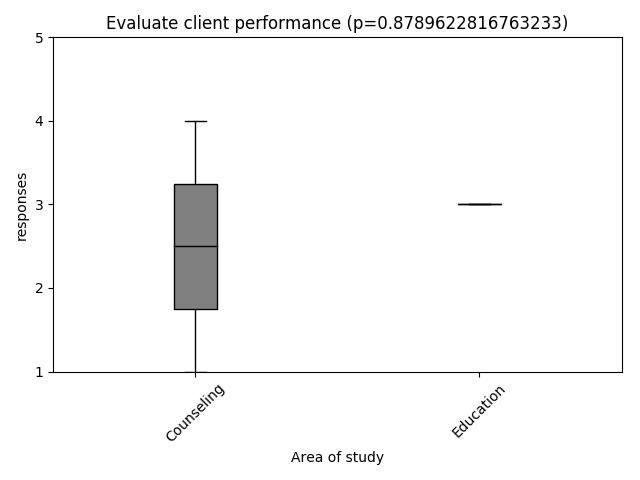 Evaluate client performance (p=0.8789622816763233)
5
4
3
2
1
responses
Counseling
Education
Area of study